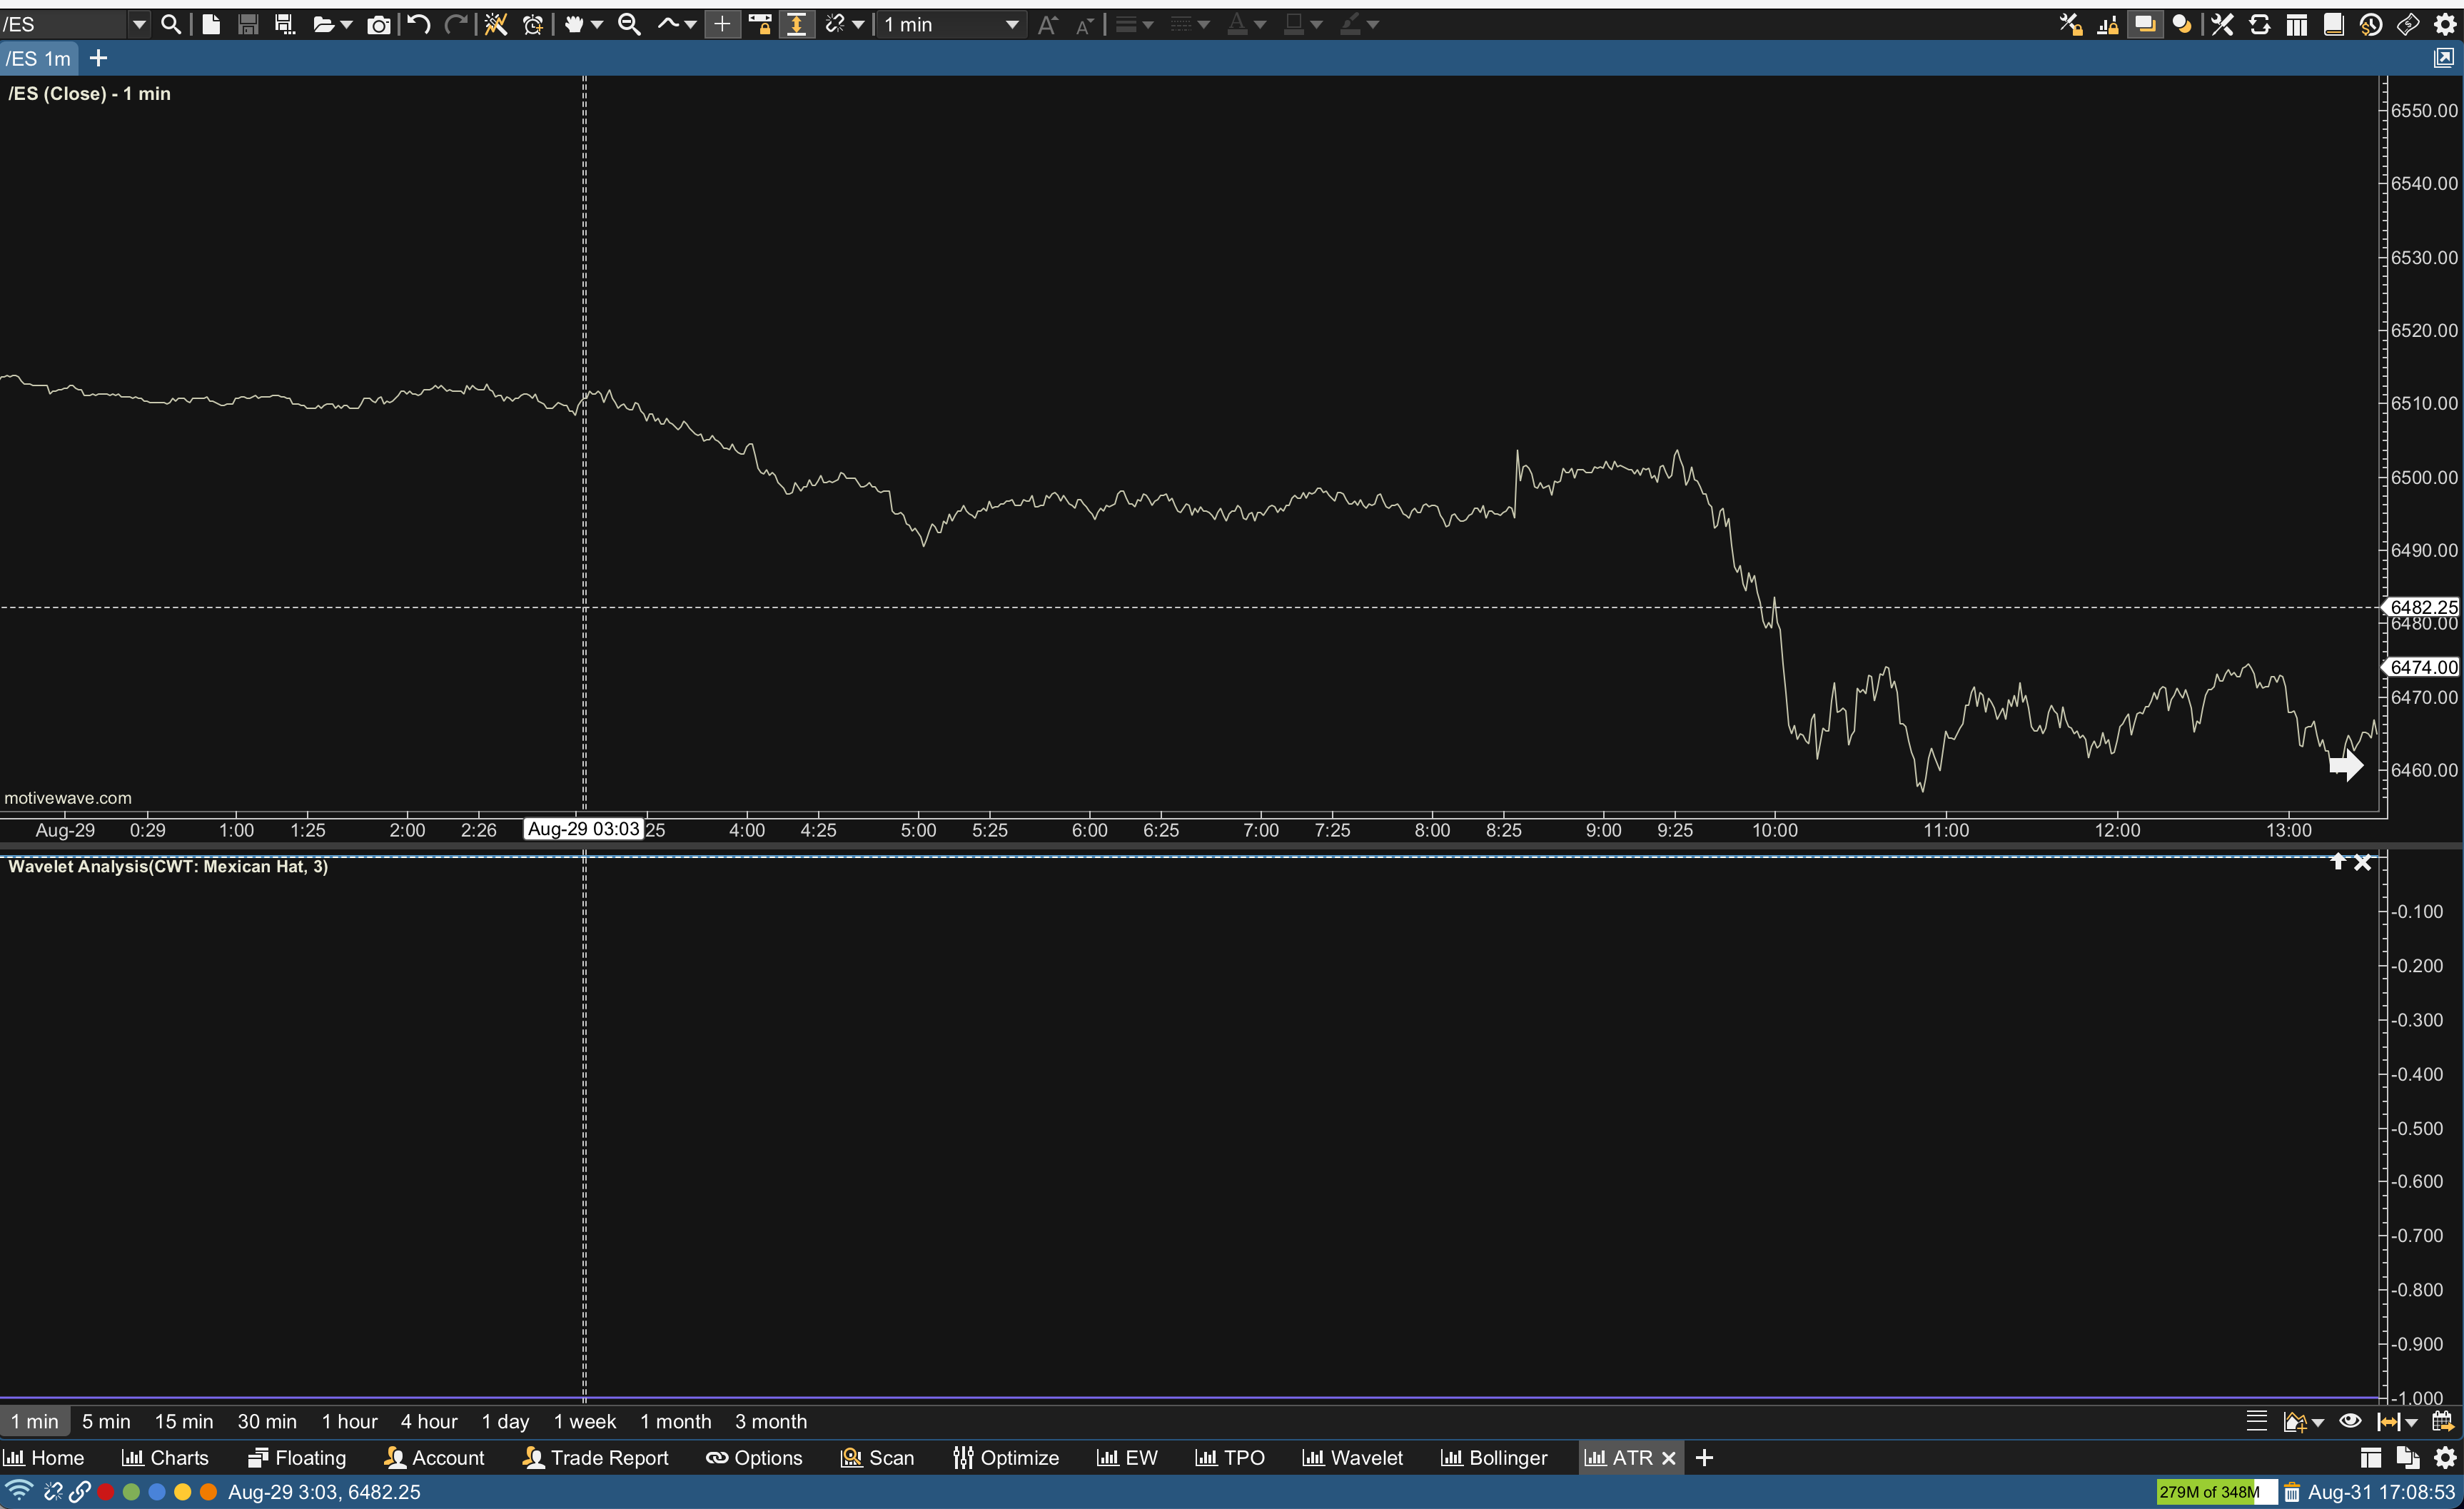 /ES 1 min
/ES 1m
/ES (Close) - 1 min
6550.00
6540.00
6530.00
6520.00
6510.00
6500.00
6490.00
6482.25
6480.00
6474.00
6470.00
6460.00
motivewave.com
Aug-29 0:29 1:00 1:25 2:00 2:26 Aug-29 03:03 25 4:00 4:25 5:00 5:25 6:00 6:25 7:00 7:25 8:00 8:25 9:00 9:25 10:00 11:00 12:00 13:00
Wavelet Analysis(CWT: Mexican Hat, 3)
-0.100
-0.200
-0.300
-0.400
-0.500
-0.600
-0.700
-0.800
-0.900
-1.000
1 min 5 min 15 min 30 min 1 hour 4 hour 1 day 1 week 1 month 3 month
Home Charts Floating Account Trade Report Options Scan Optimize EW TPO Wavelet Bollinger ATR
Aug-29 3:03, 6482.25 279M of 348M Aug-31 17:08:53